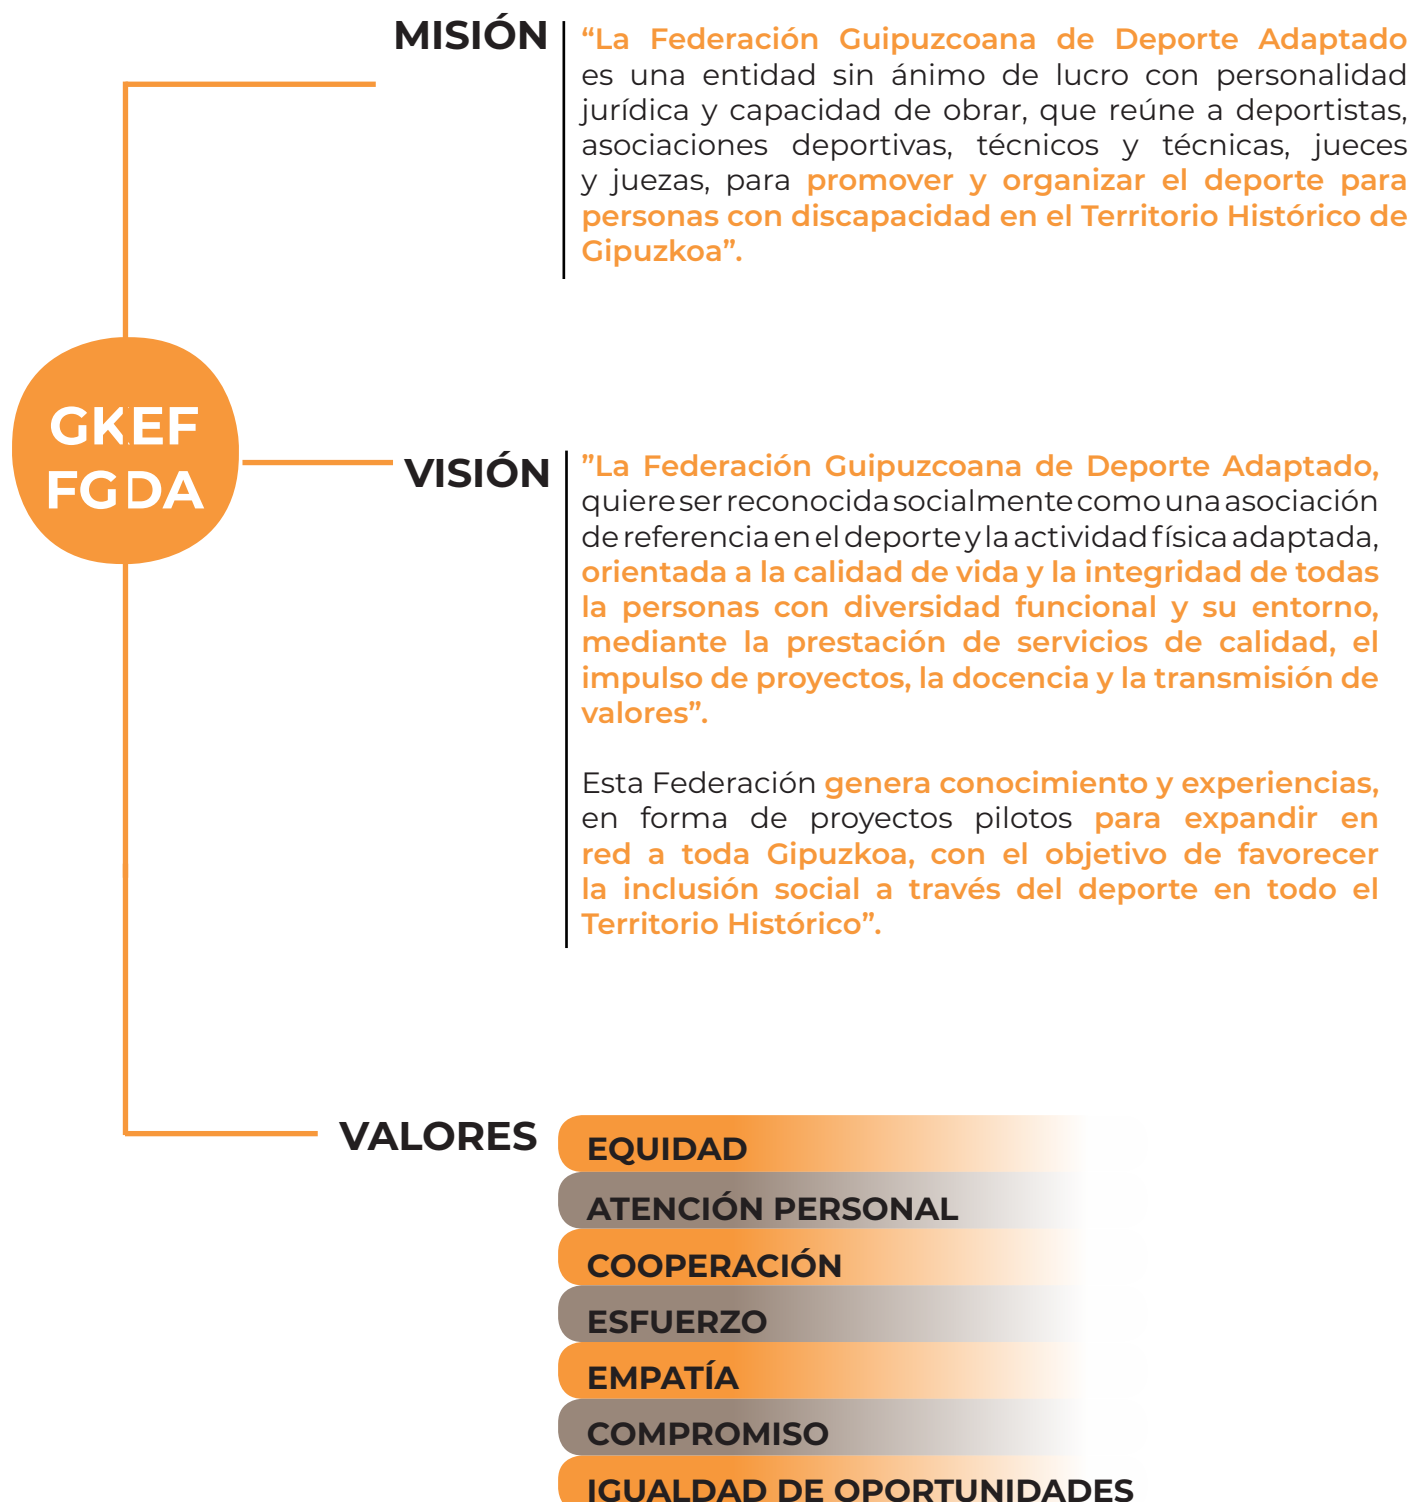 MISIÓN
“La Federación Guipuzcoana de Deporte Adaptado
es una entidad sin ánimo de lucro con personalidad
jurídica y capacidad de obrar, que reúne a deportistas,
asociaciones deportivas, técnicos y técnicas, jueces
y juezas, para promover y organizar el deporte para
personas con discapacidad en el Territorio Histórico de
Gipuzkoa”.
GKEF
FGDA
VISIÓN
”La Federación Guipuzcoana de Deporte Adaptado,
quiere ser reconocida socialmente como una asociación
de referencia en el deporte y la actividad física adaptada,
orientada a la calidad de vida y la integridad de todas
la personas con diversidad funcional y su entorno,
mediante la prestación de servicios de calidad, el
impulso de proyectos, la docencia y la transmisión de
valores”.
Esta Federación genera conocimiento y experiencias,
en forma de proyectos pilotos para expandir en
red a toda Gipuzkoa, con el objetivo de favorecer
la inclusión social a través del deporte en todo el
Territorio Histórico”.
VALORES
EQUIDAD
ATENCIÓN PERSONAL
COOPERACIÓN
ESFUERZO
EMPATÍA
COMPROMISO
IGUALDAD DE OPORTUNIDADES